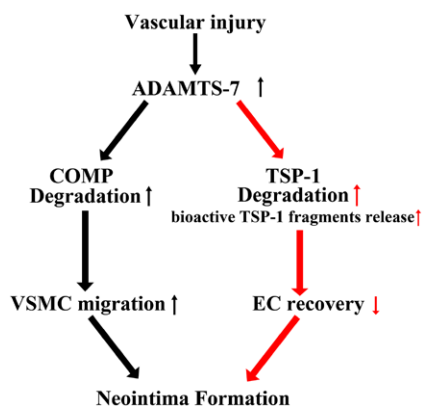 Vascular injury
ADAMTS-7 ↑
COMP
Degradation ↑
TSP-1
Degradation ↑
bioactive TSP-1 fragments release ↑
VSMC migration ↑
EC recovery ↓
Neointima Formation